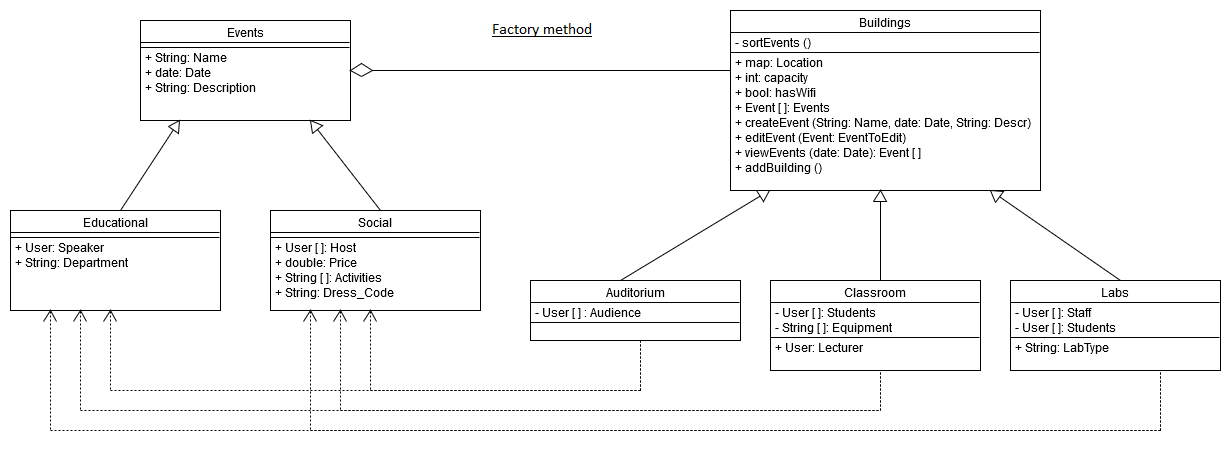 Factory method
Events
+ String: Name
+ date: Date
+ String: Description
Buildings
- sortEvents ()
+ map: Location
+ int: capacity
+ bool: hasWifi
+ Event [ ]: Events
+ createEvent (String: Name, date: Date, String: Descr)
+ editEvent (Event: EventToEdit)
+ viewEvents (date: Date): Event [ ]
+ addBuilding ()
Educational
+ User: Speaker
+ String: Department
Social
+ User [ ]: Host
+ double: Price
+ String [ ]: Activities
+ String: Dress_Code
Auditorium
- User [ ] : Audience
Classroom
- User [ ]: Students
- String [ ]: Equipment
+ User: Lecturer
Labs
- User [ ]: Staff
- User [ ]: Students
+ String: LabType